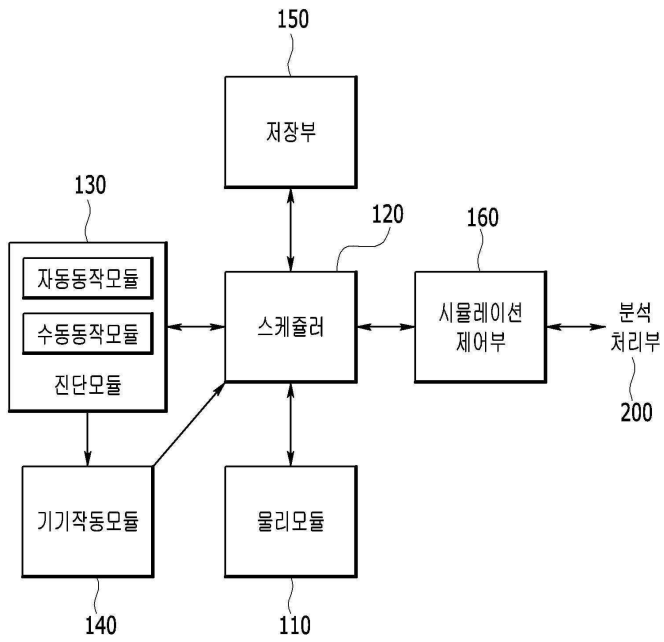 150
저장부
130
자동동작모듈
수동동작모듈
진단모듈
120
스케쥴러
160
시뮬레이션
제어부
분석
처리부
200
기기작동모듈
140
물리모듈
110